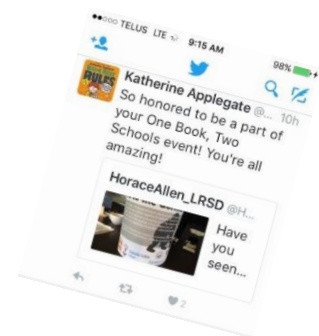 TELUS LTE 9:15 AM 98%
Katherine Applegate @... 10h
So honored to be a part of
your One Book, Two
Schools event! You're all
amazing!
HoraceAllen_LRSD @H...
Have
you
seen...
2